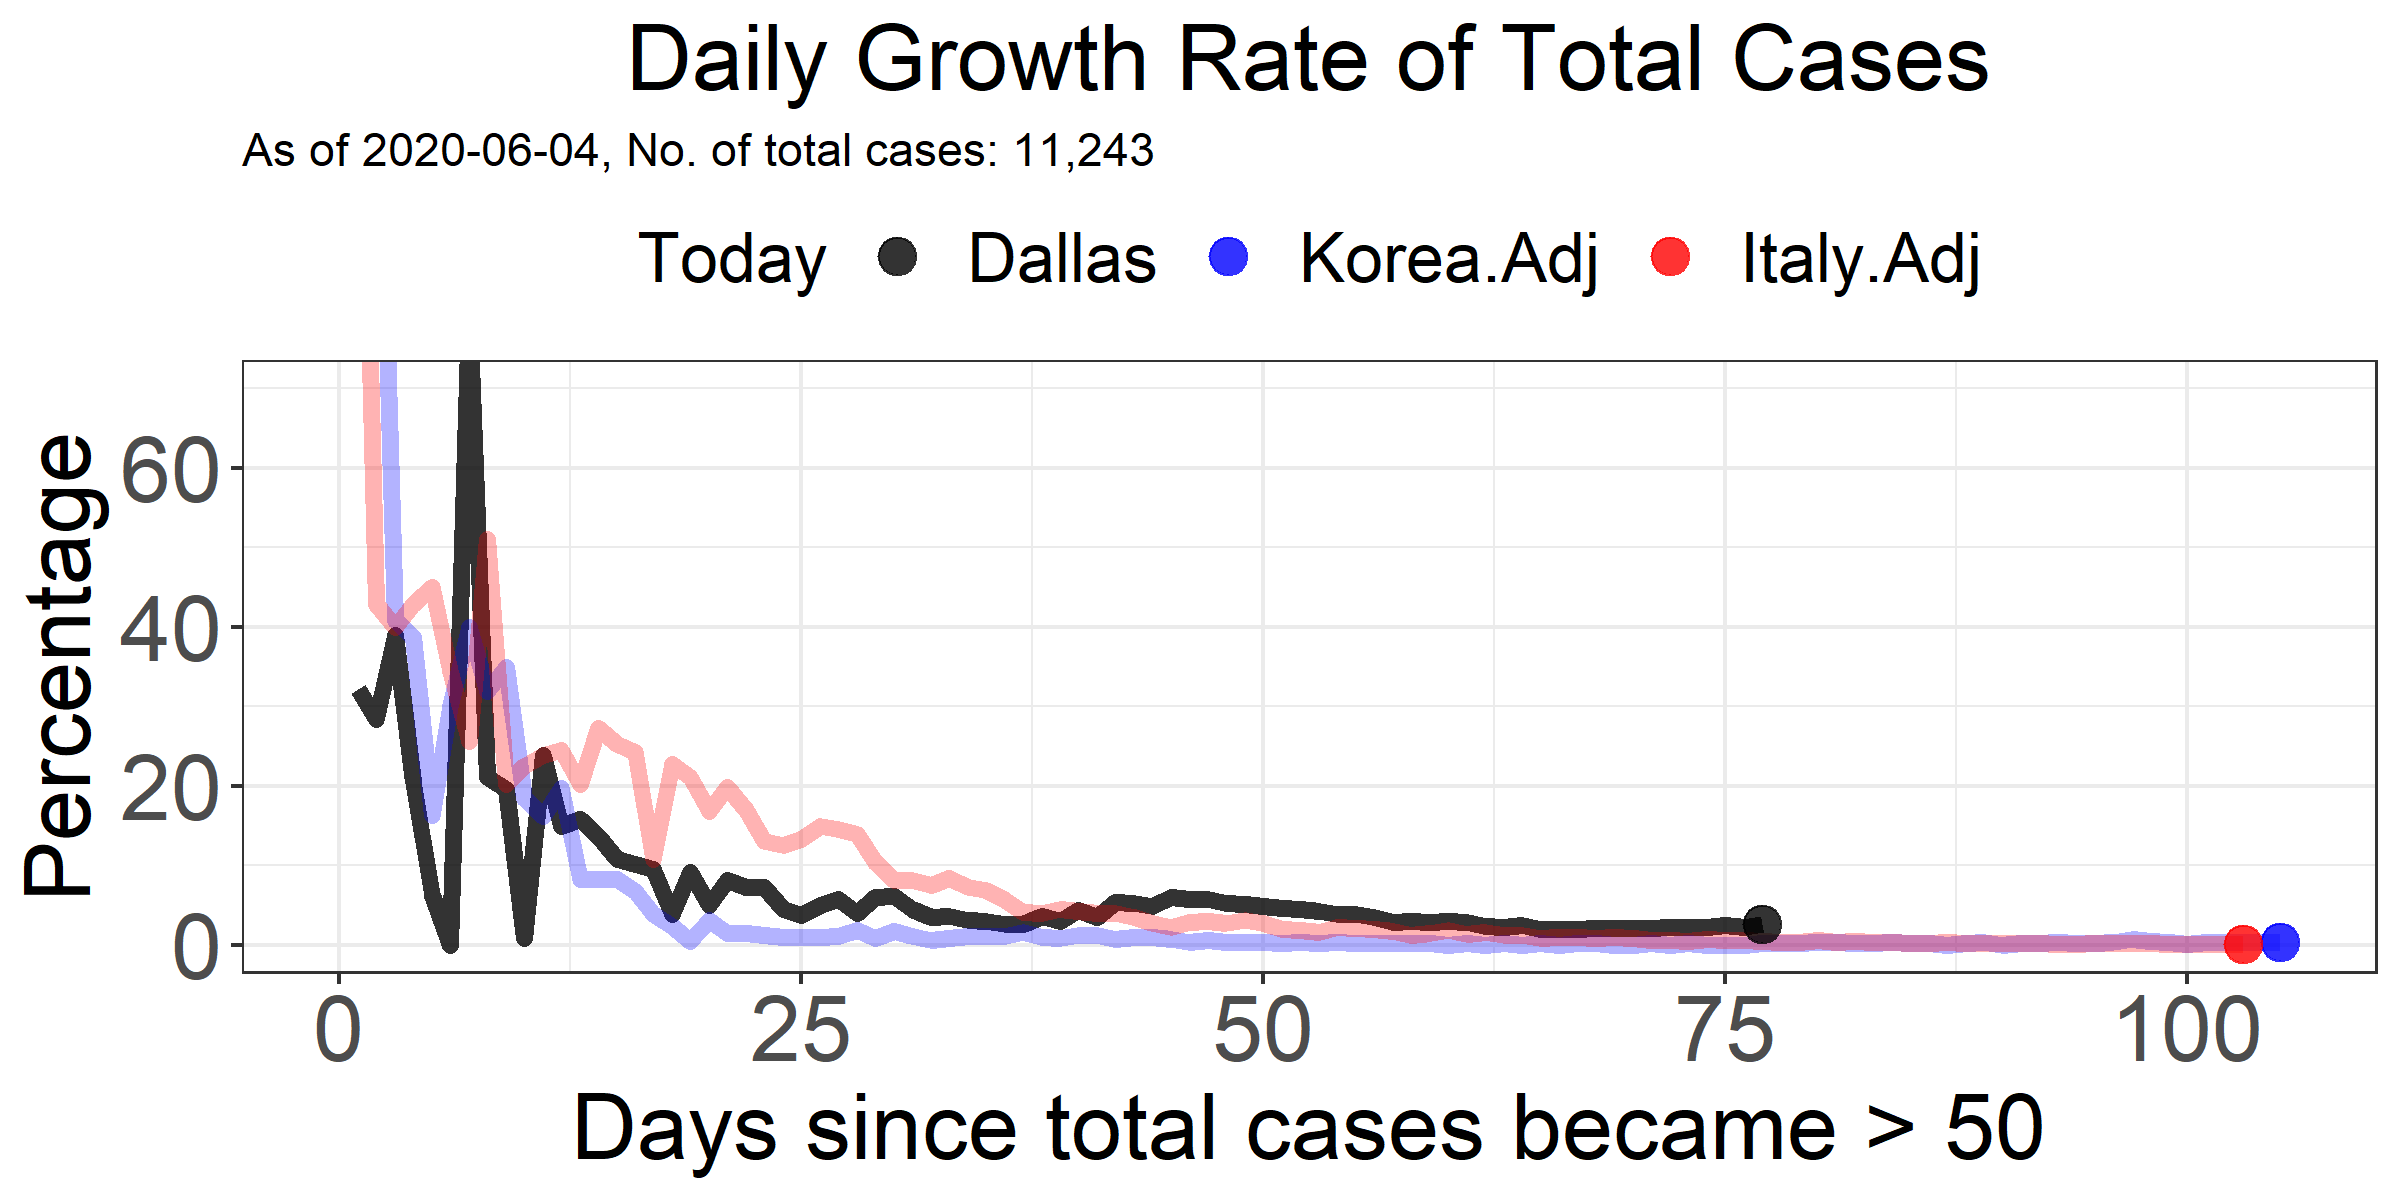 Daily Growth Rate of Total Cases
As of 2020-06-04, No. of total cases: 11,243
Today Dallas Korea.Adj Italy.Adj
Percentage
60
40
20
0
0 25 50 75 100
Days since total cases became > 50